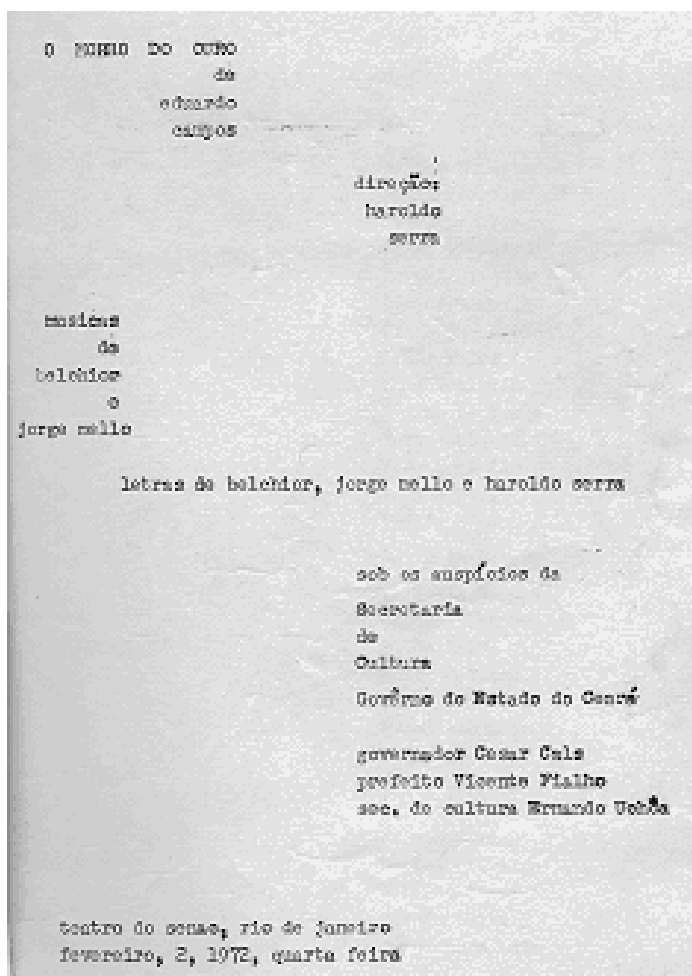 O MORRO DO OURO
de
eduardo
campos
direção:
haroldo
serra
musicas
de
belchior
e
jorge mello
letras de belchior, jorge mello e haroldo serra
sob os auspícios da
Secretaria
de
Cultura
Govêrno do Estado do Ceará
governador Cesar Cals
prefeito Vicente Fialho
sec. de cultura Ernando Uchôa
teatro do senac, rio de janeiro
fevereiro, 2, 1972, quarta feira